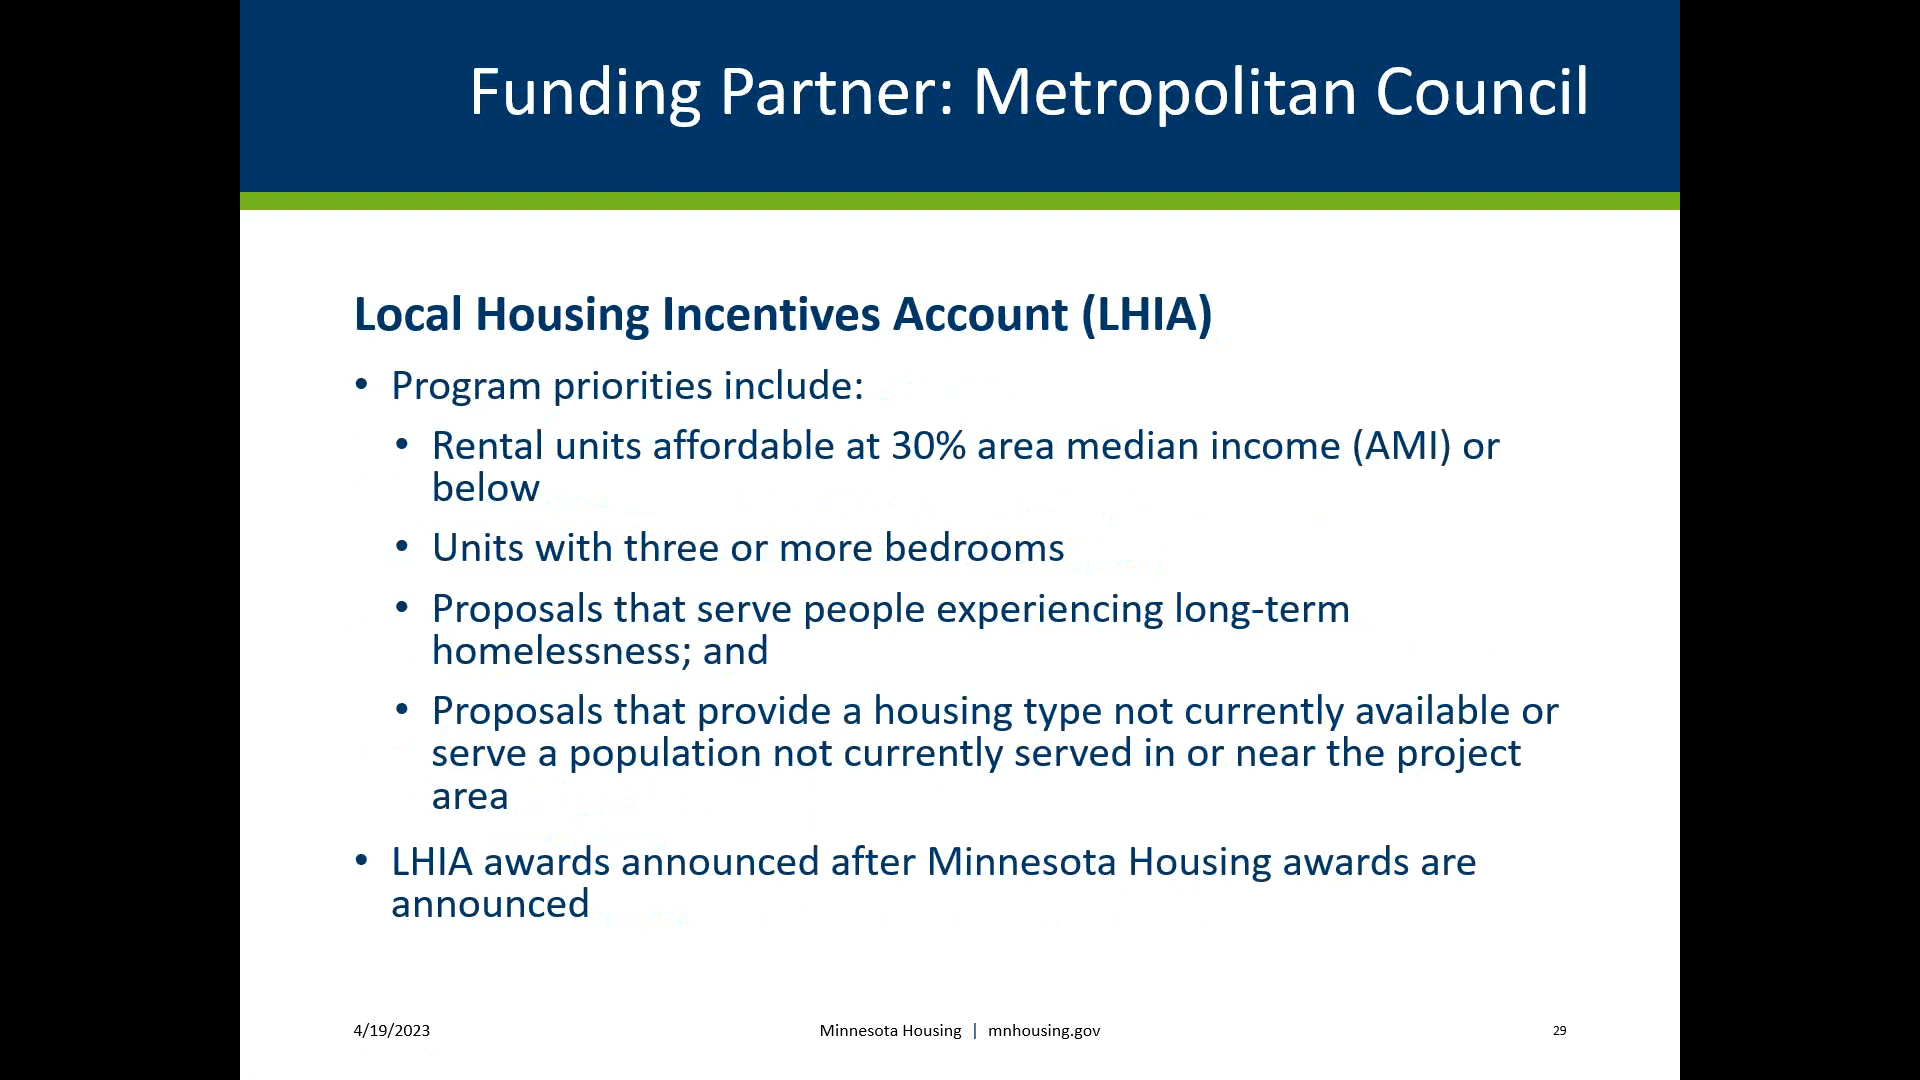 Funding Partner: Metropolitan Council
Local Housing Incentives Account (LHIA)
• Program priorities include:
• Rental units affordable at 30% area median income (AMI) or
below
• Units with three or more bedrooms
• Proposals that serve people experiencing long-term
homelessness; and
• Proposals that provide a housing type not currently available or
serve a population not currently served in or near the project
area
• LHIA awards announced after Minnesota Housing awards are
announced
4/19/2023
Minnesota Housing | mnhousing.gov
29